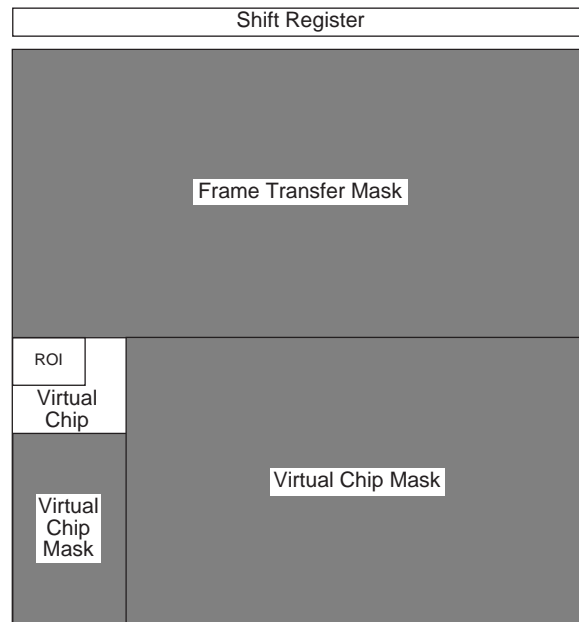 Shift Register
Frame Transfer Mask
ROI
Virtual
Chip
Virtual Chip Mask
Virtual
Chip
Mask